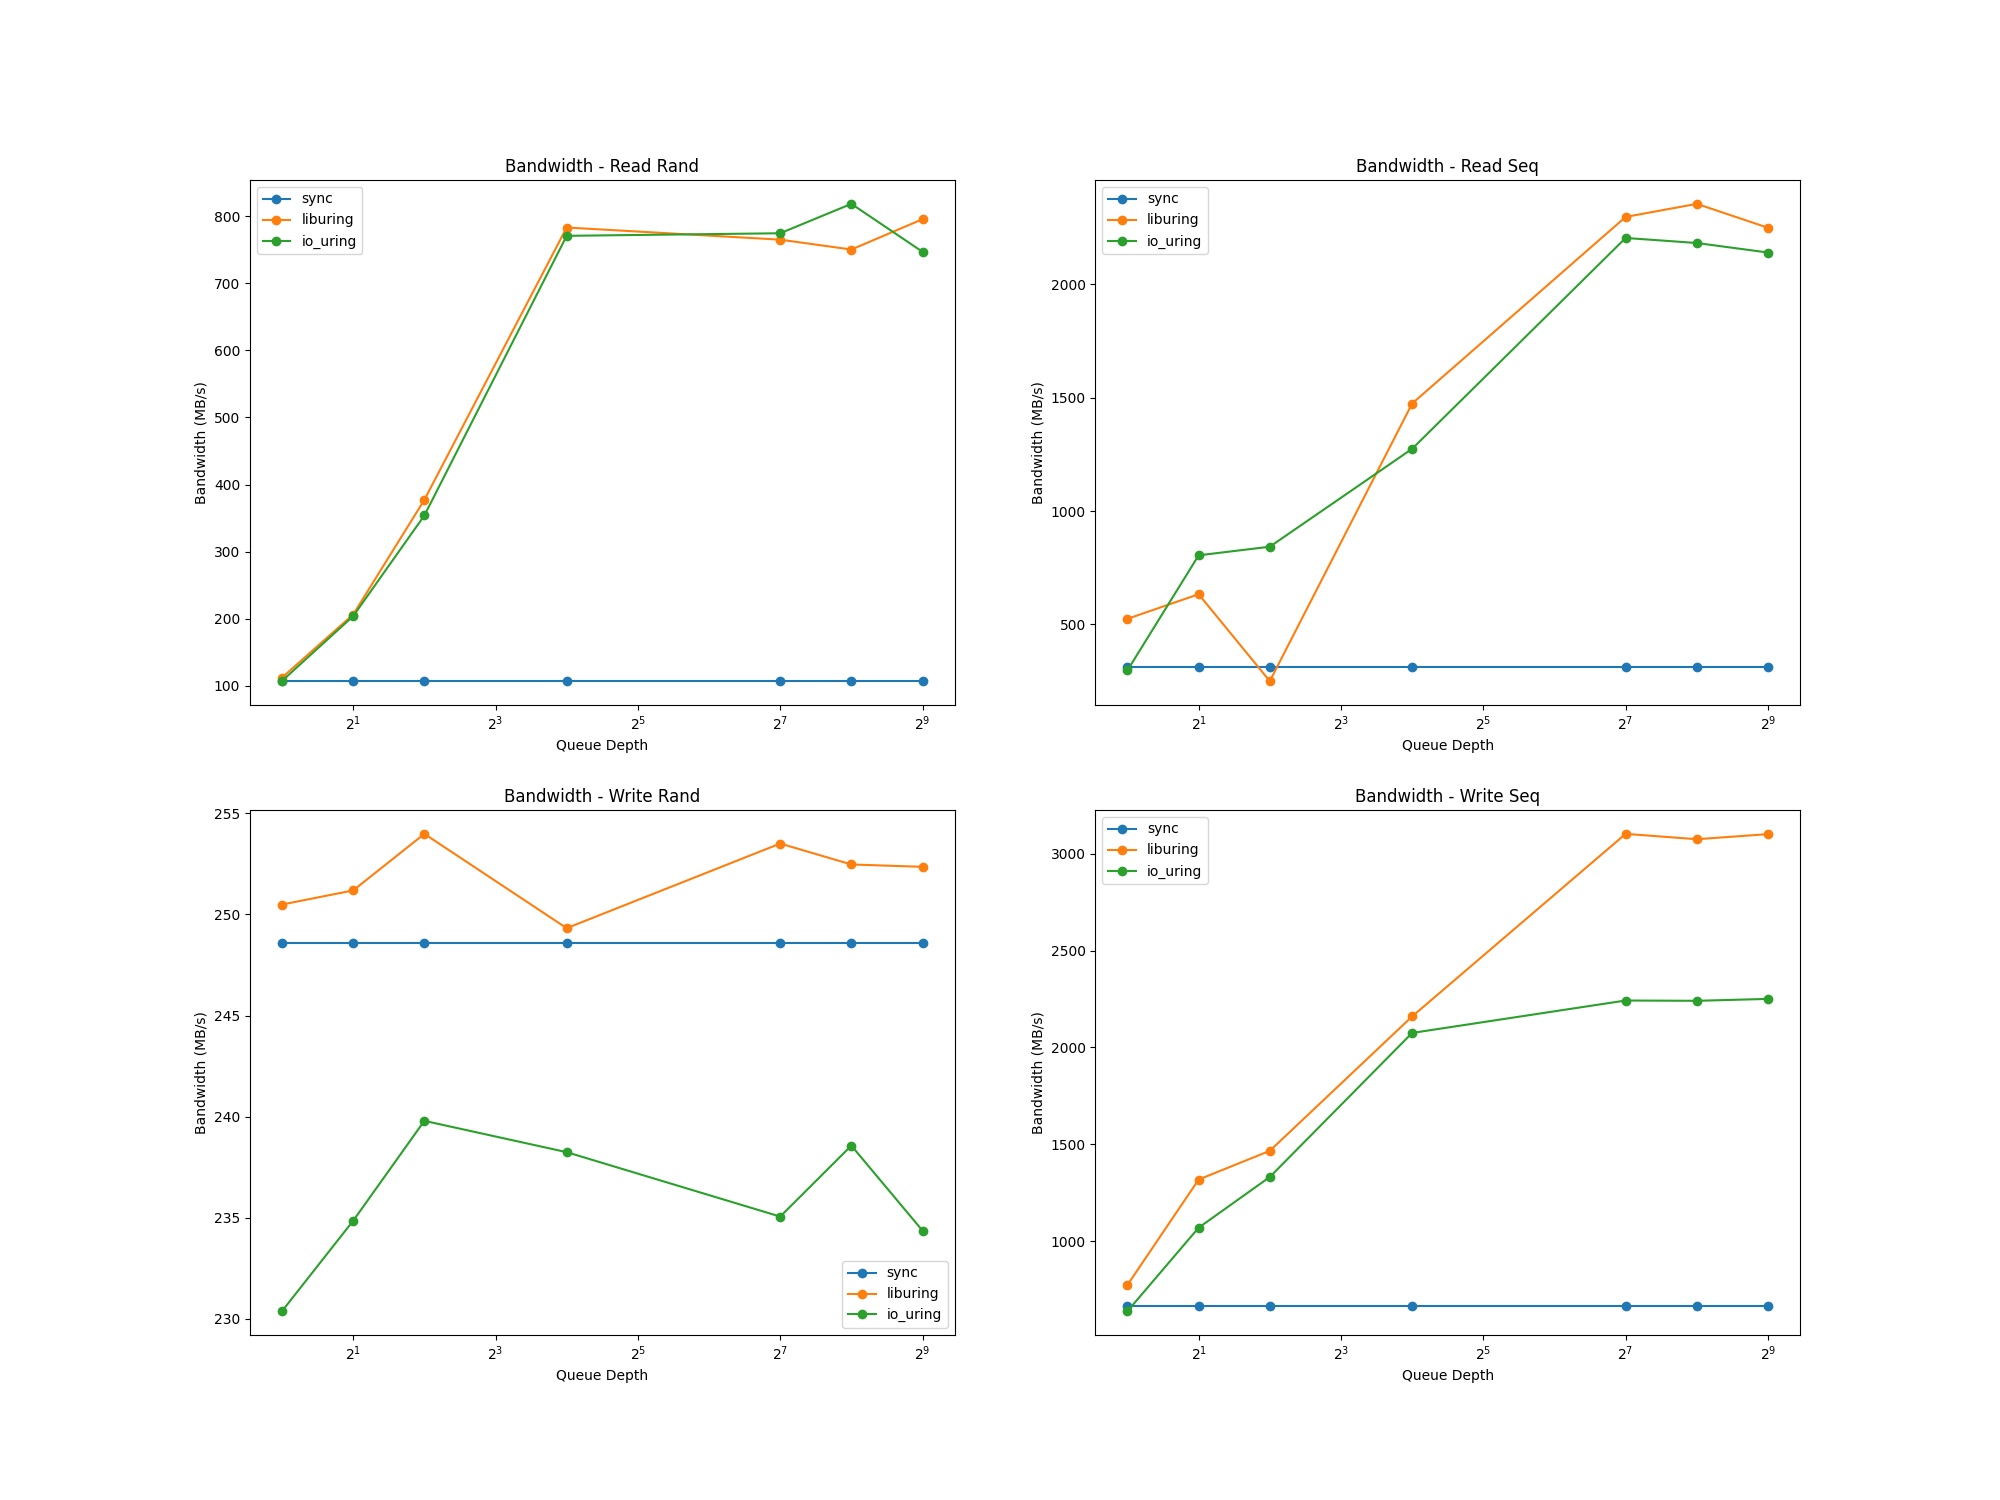 Bandwidth - Read Rand
sync
liburing
io_uring
800
700
600
500
400
300
200
100
Bandwidth (MB/s)
2^1 2^3 2^5 2^7 2^9
Queue Depth
Bandwidth - Read Seq
sync
liburing
io_uring
2000
1500
1000
500
Bandwidth (MB/s)
2^1 2^3 2^5 2^7 2^9
Queue Depth
Bandwidth - Write Rand
255
250
245
240
235
230
Bandwidth (MB/s)
sync
liburing
io_uring
2^1 2^3 2^5 2^7 2^9
Queue Depth
Bandwidth - Write Seq
sync
liburing
io_uring
3000
2500
2000
1500
1000
Bandwidth (MB/s)
2^1 2^3 2^5 2^7 2^9
Queue Depth